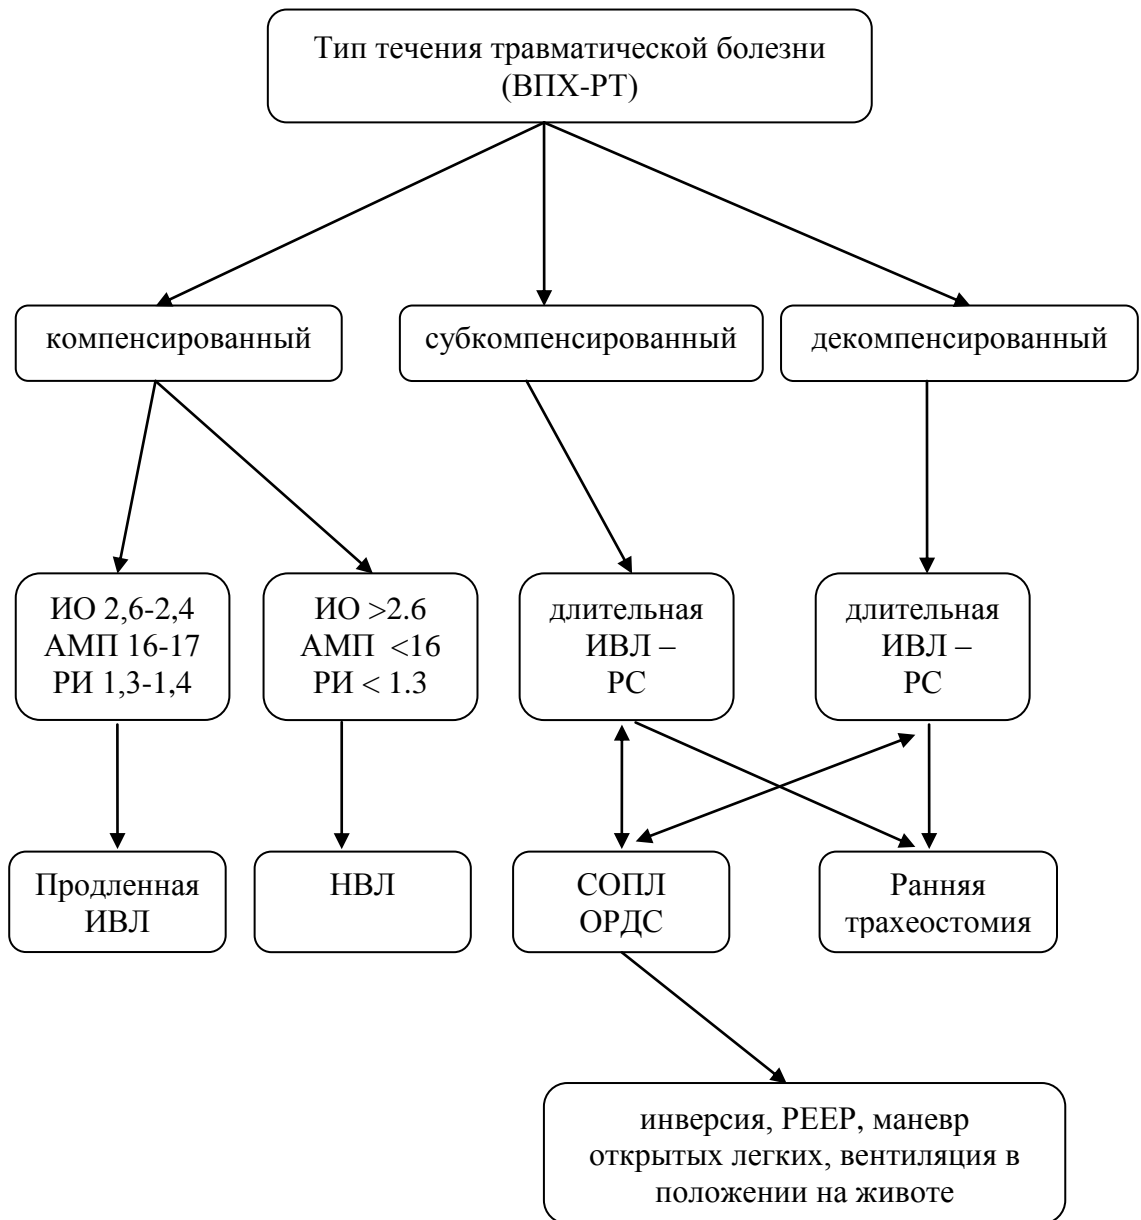 Тип течения травматической болезни
(ВПХ-РТ)
компенсированный
субкомпенсированный
декомпенсированный
ИО 2,6-2,4
АМП 16-17
РИ 1,3-1,4
ИО >2.6
АМП <16
РИ < 1.3
длительная
ИВЛ –
РС
длительная
ИВЛ –
РС
Продленная
ИВЛ
НВЛ
СОПЛ
ОРДС
Ранняя
трахеостомия
инверсия, PEEP, маневр
открытых легких, вентиляция в
положении на животе